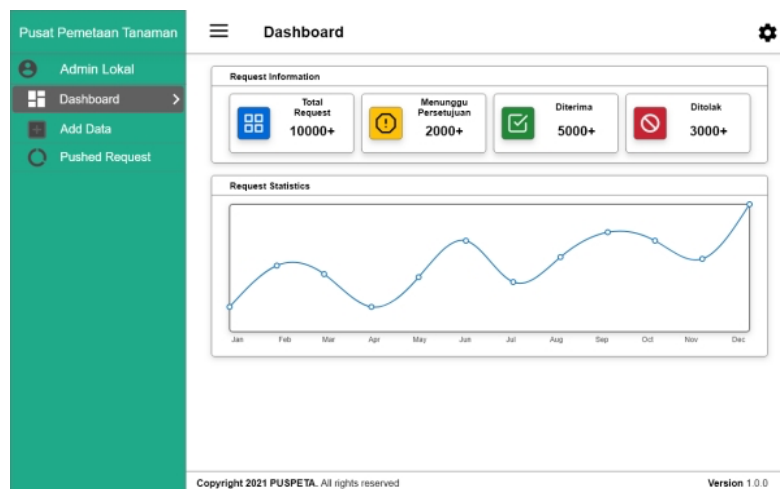 Pusat Pemetaan Tanaman
Dashboard
Admin Lokal
Dashboard
Add Data
Pushed Request
Request Information
Total
Request
10000+
Menunggu
Persetujuan
2000+
Diterima
5000+
Ditolak
3000+
Request Statistics
Jan Feb Mar Apr May Jun Jul Aug Sep Oct Nov Dec
Copyright 2021 PUSPETA. All rights reserved
Version 1.0.0